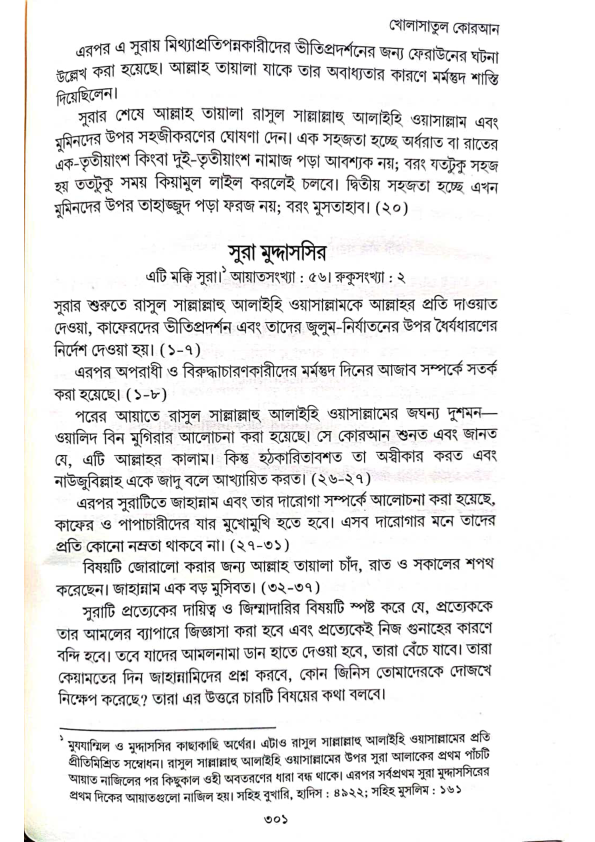 খোলাসাতুল কোরআন
এরপর এ সুরায় মিথ্যাপ্রতিপন্নকারীদের ভীতিপ্রদর্শনের জন্য ফেরাউনের ঘটনা
উল্লেখ করা হয়েছে। আল্লাহ তায়ালা যাকে তার অবাধ্যতার কারণে মর্মন্তুদ শাস্তি
দিয়েছিলেন।
সুরার শেষে আল্লাহ তায়ালা রাসুল সাল্লাল্লাহু আলাইহি ওয়াসাল্লাম এবং
মুমিনদের উপর সহজীকরণের ঘোষণা দেন। এক সহজতা হচ্ছে অর্ধরাত বা রাতের
এক-তৃতীয়াংশ কিংবা দুই-তৃতীয়াংশ নামাজ পড়া আবশ্যক নয়; বরং যতটুকু সহজ
হয় ততটুকু সময় কিয়ামুল লাইল করলেই চলবে। দ্বিতীয় সহজতা হচ্ছে এখন
মুমিনদের উপর তাহাজ্জুদ পড়া ফরজ নয়; বরং মুসতাহাব। (২০)
সুরা মুদ্দাসসির
এটি মক্কি সুরা।¹ আয়াতসংখ্যা : ৫৬। রুকুসংখ্যা : ২
সুরার শুরুতে রাসুল সাল্লাল্লাহু আলাইহি ওয়াসাল্লামকে আল্লাহর প্রতি দাওয়াত
দেওয়া, কাফেরদের ভীতিপ্রদর্শন এবং তাদের জুলুম-নির্যাতনের উপর ধৈর্যধারণের
নির্দেশ দেওয়া হয়। (১-৭)
এরপর অপরাধী ও বিরুদ্ধাচারণকারীদের মর্মন্তুদ দিনের আজাব সম্পর্কে সতর্ক
করা হয়েছে। (১-৮)
পরের আয়াতে রাসুল সাল্লাল্লাহু আলাইহি ওয়াসাল্লামের জঘন্য দুশমন—
ওয়ালিদ বিন মুগিরার আলোচনা করা হয়েছে। সে কোরআন শুনত এবং জানত
যে, এটি আল্লাহর কালাম। কিন্তু হঠকারিতাবশত তা অস্বীকার করত এবং
নাউজুবিল্লাহ একে জাদু বলে আখ্যায়িত করত। (২৬-২৭)
এরপর সুরাটিতে জাহান্নাম এবং তার দারোগা সম্পর্কে আলোচনা করা হয়েছে,
কাফের ও পাপাচারীদের যার মুখোমুখি হতে হবে। এসব দারোগার মনে তাদের
প্রতি কোনো নম্রতা থাকবে না। (২৭-৩১)
বিষয়টি জোরালো করার জন্য আল্লাহ তায়ালা চাঁদ, রাত ও সকালের শপথ
করেছেন। জাহান্নাম এক বড় মুসিবত। (৩২-৩৭)
সুরাটি প্রত্যেকের দায়িত্ব ও জিম্মাদারির বিষয়টি স্পষ্ট করে যে, প্রত্যেককে
তার আমলের ব্যাপারে জিজ্ঞাসা করা হবে এবং প্রত্যেকেই নিজ গুনাহের কারণে
বন্দি হবে। তবে যাদের আমলনামা ডান হাতে দেওয়া হবে, তারা বেঁচে যাবে। তারা
কেয়ামতের দিন জাহান্নামিদের প্রশ্ন করবে, কোন জিনিস তোমাদেরকে দোজখে
নিক্ষেপ করেছে? তারা এর উত্তরে চারটি বিষয়ের কথা বলবে।
¹ মুযযাম্মিল ও মুদ্দাসসির কাছাকাছি অর্থের। এটাও রাসুল সাল্লাল্লাহু আলাইহি ওয়াসাল্লামের প্রতি
প্রীতিমিশ্রিত সম্বোধন। রাসুল সাল্লাল্লাহু আলাইহি ওয়াসাল্লামের উপর সুরা আলাকের প্রথম পাঁচটি
আয়াত নাজিলের পর কিছুকাল ওহী অবতরণের ধারা বন্ধ থাকে। এরপর সর্বপ্রথম সুরা মুদ্দাসসিরের
প্রথম দিকের আয়াতগুলো নাজিল হয়। সহিহ বুখারি, হাদিস : ৪৯২২; সহিহ মুসলিম : ১৬১
৩০১